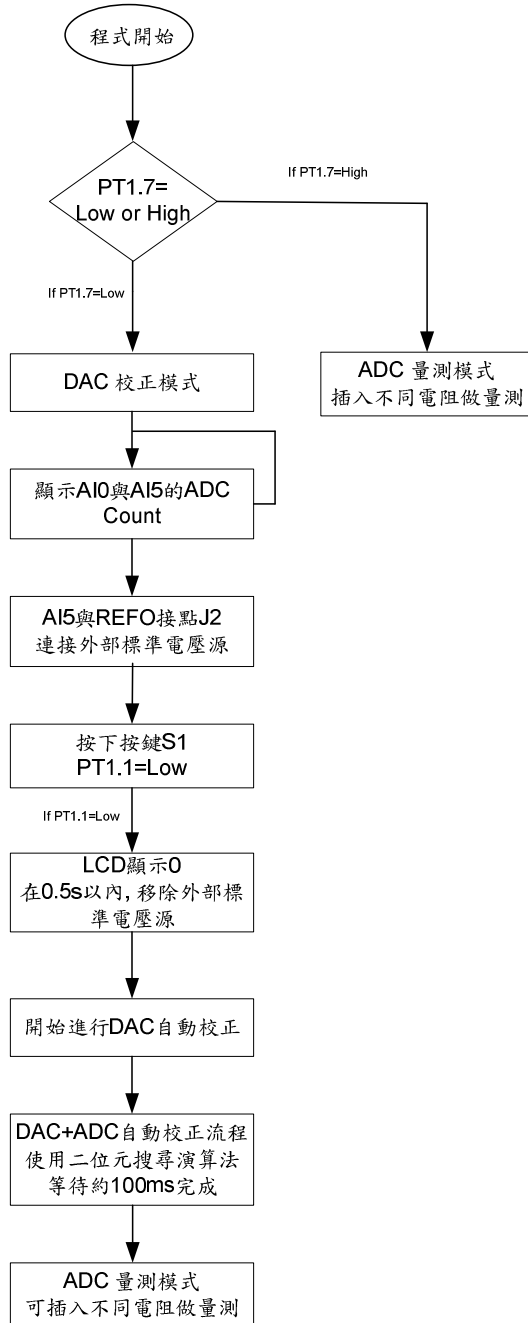 程式開始
PT1.7=
Low or High
If PT1.7=High
If PT1.7=Low
DAC 校正模式
ADC 量測模式
插入不同電阻做量測
顯示AI0與AI5的ADC
Count
AI5與REFO接點J2
連接外部標準電壓源
按下按鍵S1
PT1.1=Low
If PT1.1=Low
LCD顯示0
在0.5s以內, 移除外部標
準電壓源
開始進行DAC自動校正
DAC+ADC自動校正流程
使用二位元搜尋演算法
等待約100ms完成
ADC 量測模式
可插入不同電阻做量測